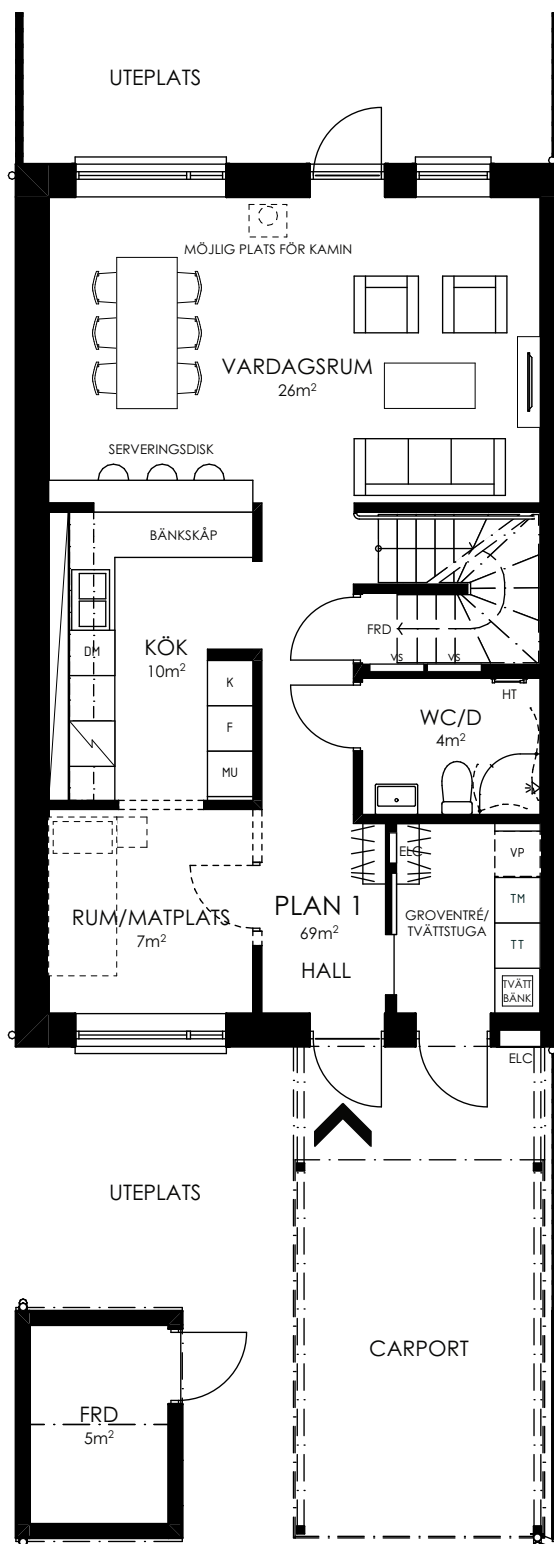 UTEPLATS
MÖJLIG PLATS FÖR KAMIN
VARDAGSRUM
26m²
SERVERINGSDISK
BÄNKSKÅP
FRD
DM
KÖK
10m²
VS VS
K
HT
WC/D
4m²
F
MU
ELC
VP
PLAN 1
69m²
HALL
RUM/MATPLATS
7m²
GROVENTRÉ/
TVÄTTSTUGA
TM
TT
TVÄTT
BÄNK
ELC
UTEPLATS
CARPORT
FRD
5m²